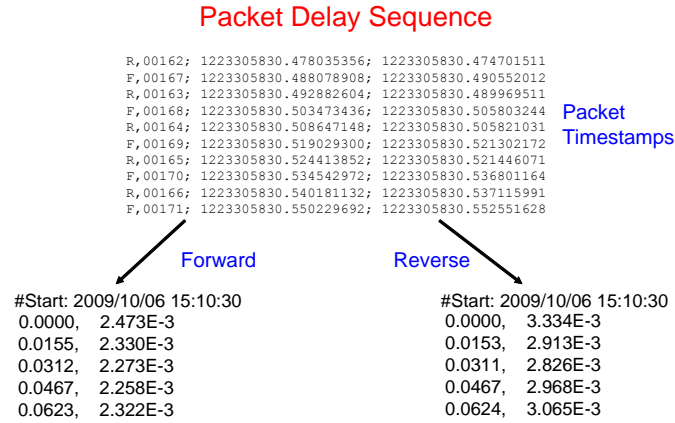 Packet Delay Sequence
R,00162; 1223305830.478035356; 1223305830.474701511
F,00167; 1223305830.488078908; 1223305830.490552012
R,00163; 1223305830.492882604; 1223305830.489969511
F,00168; 1223305830.503473436; 1223305830.505803244
R,00164; 1223305830.508647148; 1223305830.505821031
F,00169; 1223305830.519029300; 1223305830.521302172
R,00165; 1223305830.524413852; 1223305830.521446071
F,00170; 1223305830.534542972; 1223305830.536801164
R,00166; 1223305830.540181132; 1223305830.537115991
F,00171; 1223305830.550229692; 1223305830.552551628
Packet
Timestamps
Forward
Reverse
#Start: 2009/10/06 15:10:30
0.0000, 2.473E-3
0.0155, 2.330E-3
0.0312, 2.273E-3
0.0467, 2.258E-3
0.0623, 2.322E-3
#Start: 2009/10/06 15:10:30
0.0000, 3.334E-3
0.0153, 2.913E-3
0.0311, 2.826E-3
0.0467, 2.968E-3
0.0624, 3.065E-3